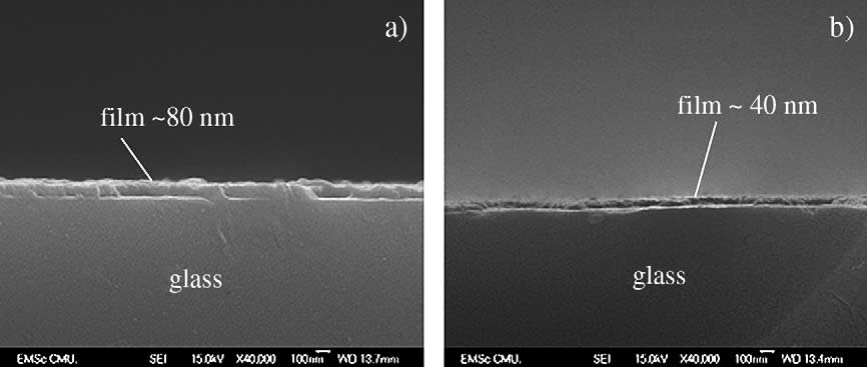 a)
film ~80 nm
glass
EMSc CMU. SEI 15.0kV X40,000 100nm WD 13.7mm
b)
film ~ 40 nm
glass
EMSc CMU. SEI 15.0kV X40,000 100nm WD 13.4mm